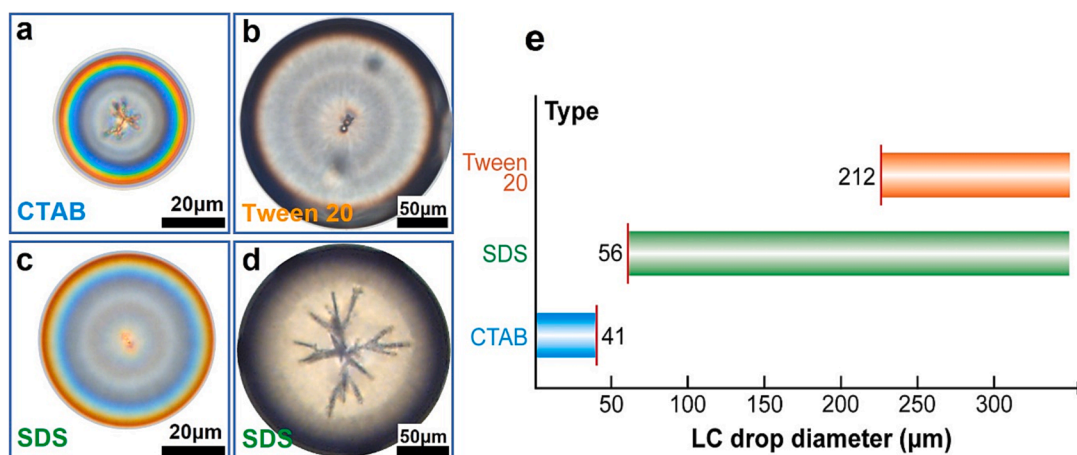 a
b
CTAB
20μm
Tween 20
50μm
c
d
SDS
20μm
SDS
50μm
e
Type
Tween
20
212
SDS
56
CTAB
41
50
100
150
200
250
300
LC drop diameter (μm)